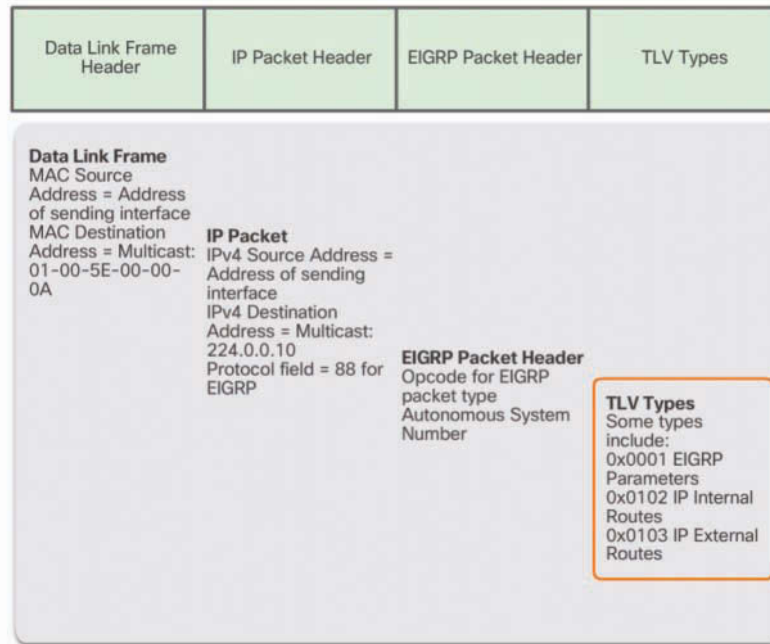 Data Link Frame
Header
IP Packet Header
EIGRP Packet Header
TLV Types
Data Link Frame
MAC Source
Address = Address
of sending interface
MAC Destination
Address = Multicast:
01-00-5E-00-00-
0A
IP Packet
IPv4 Source Address =
Address of sending
interface
IPv4 Destination
Address = Multicast:
224.0.0.10
Protocol field = 88 for
EIGRP
EIGRP Packet Header
Opcode for EIGRP
packet type
Autonomous System
Number
TLV Types
Some types
include:
0x0001 EIGRP
Parameters
0x0102 IP Internal
Routes
0x0103 IP External
Routes